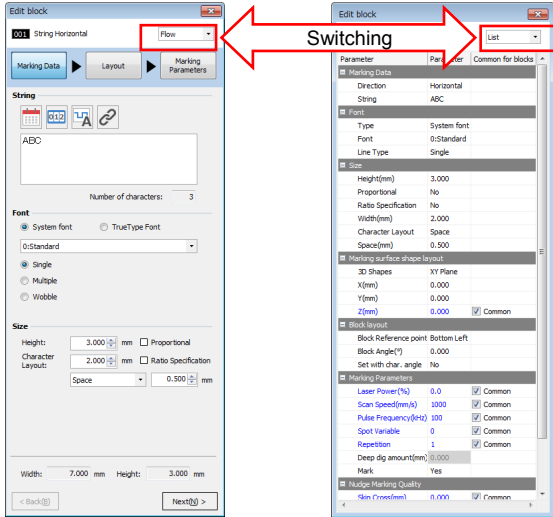 Edit block
001 String Horizontal
Flow
Marking Data
Layout
Marking
Parameters
String
012
A
ABC
Number of characters: 3
Font
System font
TrueType Font
0:Standard
Single
Multiple
Wobble
Size
Height: 3.000 mm Proportional
Character
Layout: 2.000 mm Ratio Specification
Space 0.500 mm
Width: 7.000 mm Height: 3.000 mm
< Back(B)
Next(N) >
Switching
Edit block
List
Parameter Parameter Common for blocks
Marking Data
Direction Horizontal
String ABC
Font
Type System font
Font 0:Standard
Line Type Single
Size
Height(mm) 3.000
Proportional No
Ratio Specification No
Width(mm) 2.000
Character Layout Space
Space(mm) 0.500
Marking surface shape layout
3D Shapes XY Plane
X(mm) 0.000
Y(mm) 0.000
Z(mm) 0.000 Common
Block layout
Block Reference point Bottom Left
Block Angle(°) 0.000
Set with char. angle No
Marking Parameters
Laser Power(%) 0.0 Common
Scan Speed(mm/s) 1000 Common
Pulse Frequency(kHz) 100 Common
Spot Variable 0 Common
Repetition 1 Common
Deep dig amount(mm) 0.000
Mark Yes
Nudge Marking Quality
Skip Cross(mm) 0.000 Common